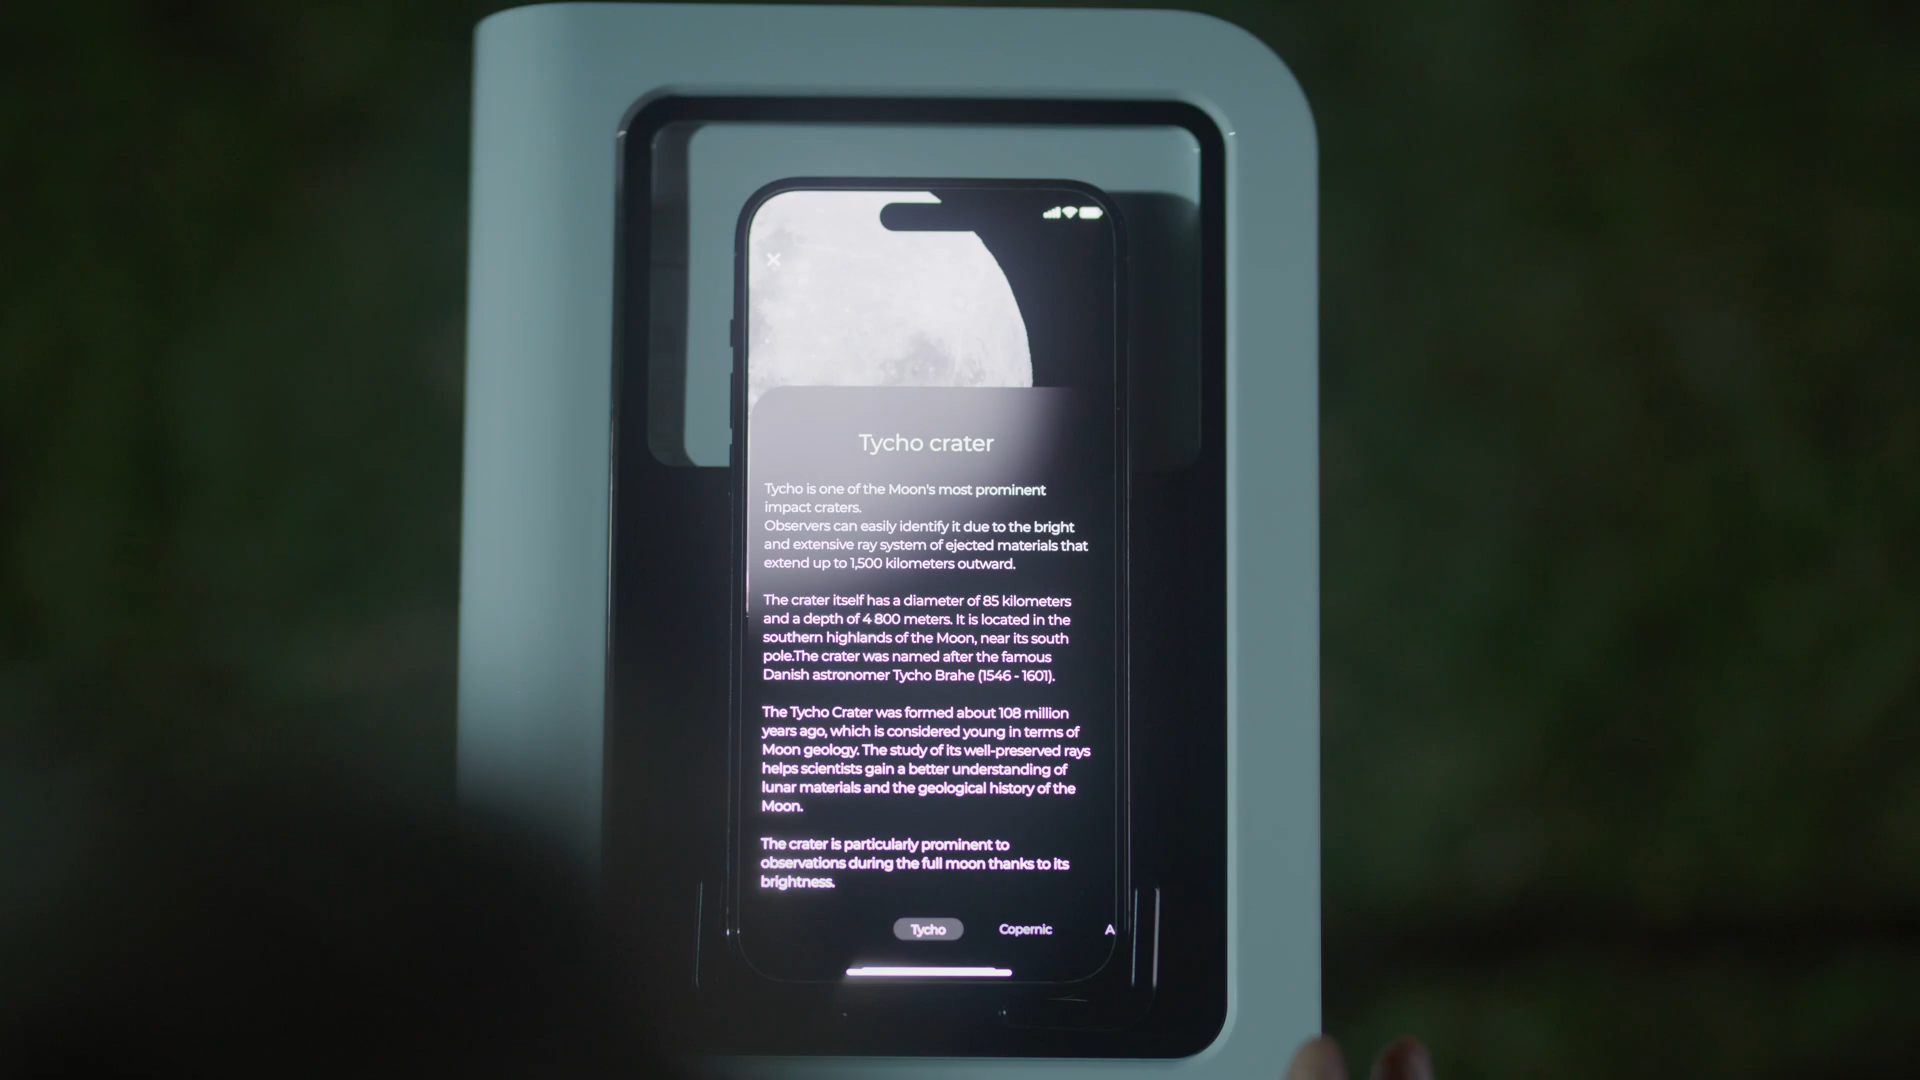 Tycho crater
Tycho is one of the Moon's most prominent
impact craters.
Observers can easily identify it due to the bright
and extensive ray system of ejected materials that
extend up to 1,500 kilometers outward.
The crater itself has a diameter of 85 kilometers
and a depth of 4 800 meters. It is located in the
southern highlands of the Moon, near its south
pole.The crater was named after the famous
Danish astronomer Tycho Brahe (1546 - 1601).
The Tycho Crater was formed about 108 million
years ago, which is considered young in terms of
Moon geology. The study of its well-preserved rays
helps scientists gain a better understanding of
lunar materials and the geological history of the
Moon.
The crater is particularly prominent to
observations during the full moon thanks to its
brightness.
Tycho Copernic A